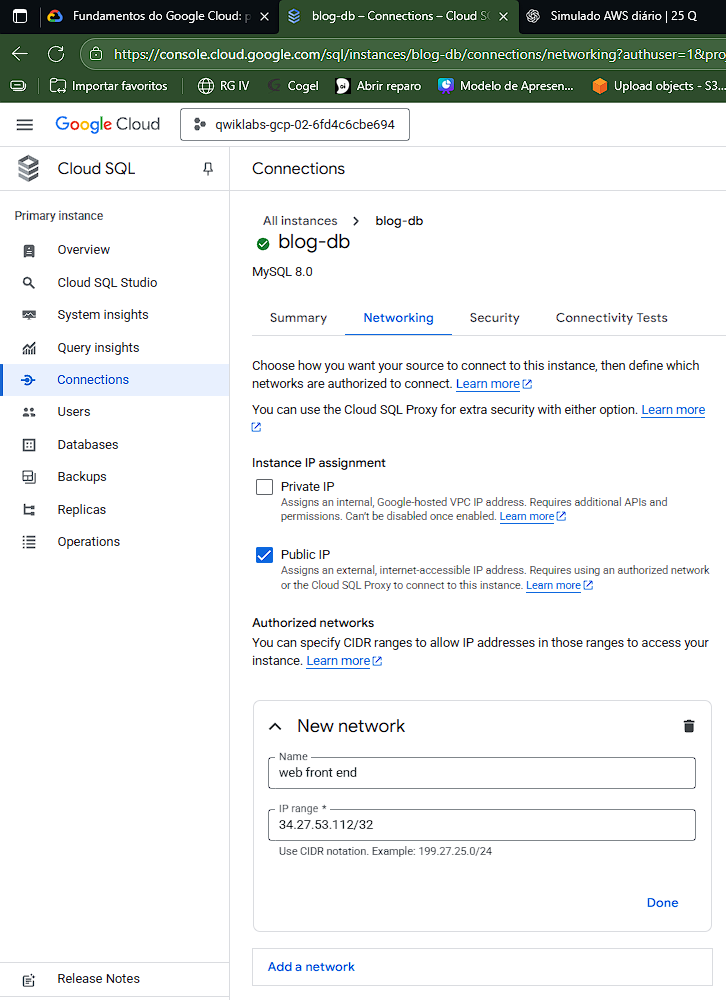 Fundamentos do Google Cloud: p
blog-db – Connections – Cloud S
Simulado AWS diário | 25 Q
https://console.cloud.google.com/sql/instances/blog-db/connections/networking?authuser=1&pro
Importar favoritos
RG IV
Cogel
Abrir reparo
Modelo de Apresen...
Upload objects - S3...
Google Cloud
qwiklabs-gcp-02-6fd4c6cbe694
Cloud SQL
Connections
Primary instance
Overview
Cloud SQL Studio
System insights
Query insights
Connections
Users
Databases
Backups
Replicas
Operations
Release Notes
All instances > blog-db
blog-db
MySQL 8.0
Summary
Networking
Security
Connectivity Tests
Choose how you want your source to connect to this instance, then define which
networks are authorized to connect. Learn more
You can use the Cloud SQL Proxy for extra security with either option. Learn more
Instance IP assignment
Private IP
Assigns an internal, Google-hosted VPC IP address. Requires additional APIs and
permissions. Can't be disabled once enabled. Learn more
Public IP
Assigns an external, internet-accessible IP address. Requires using an authorized network
or the Cloud SQL Proxy to connect to this instance. Learn more
Authorized networks
You can specify CIDR ranges to allow IP addresses in those ranges to access your
instance. Learn more
New network
Name
web front end
IP range *
34.27.53.112/32
Use CIDR notation. Example: 199.27.25.0/24
Done
Add a network